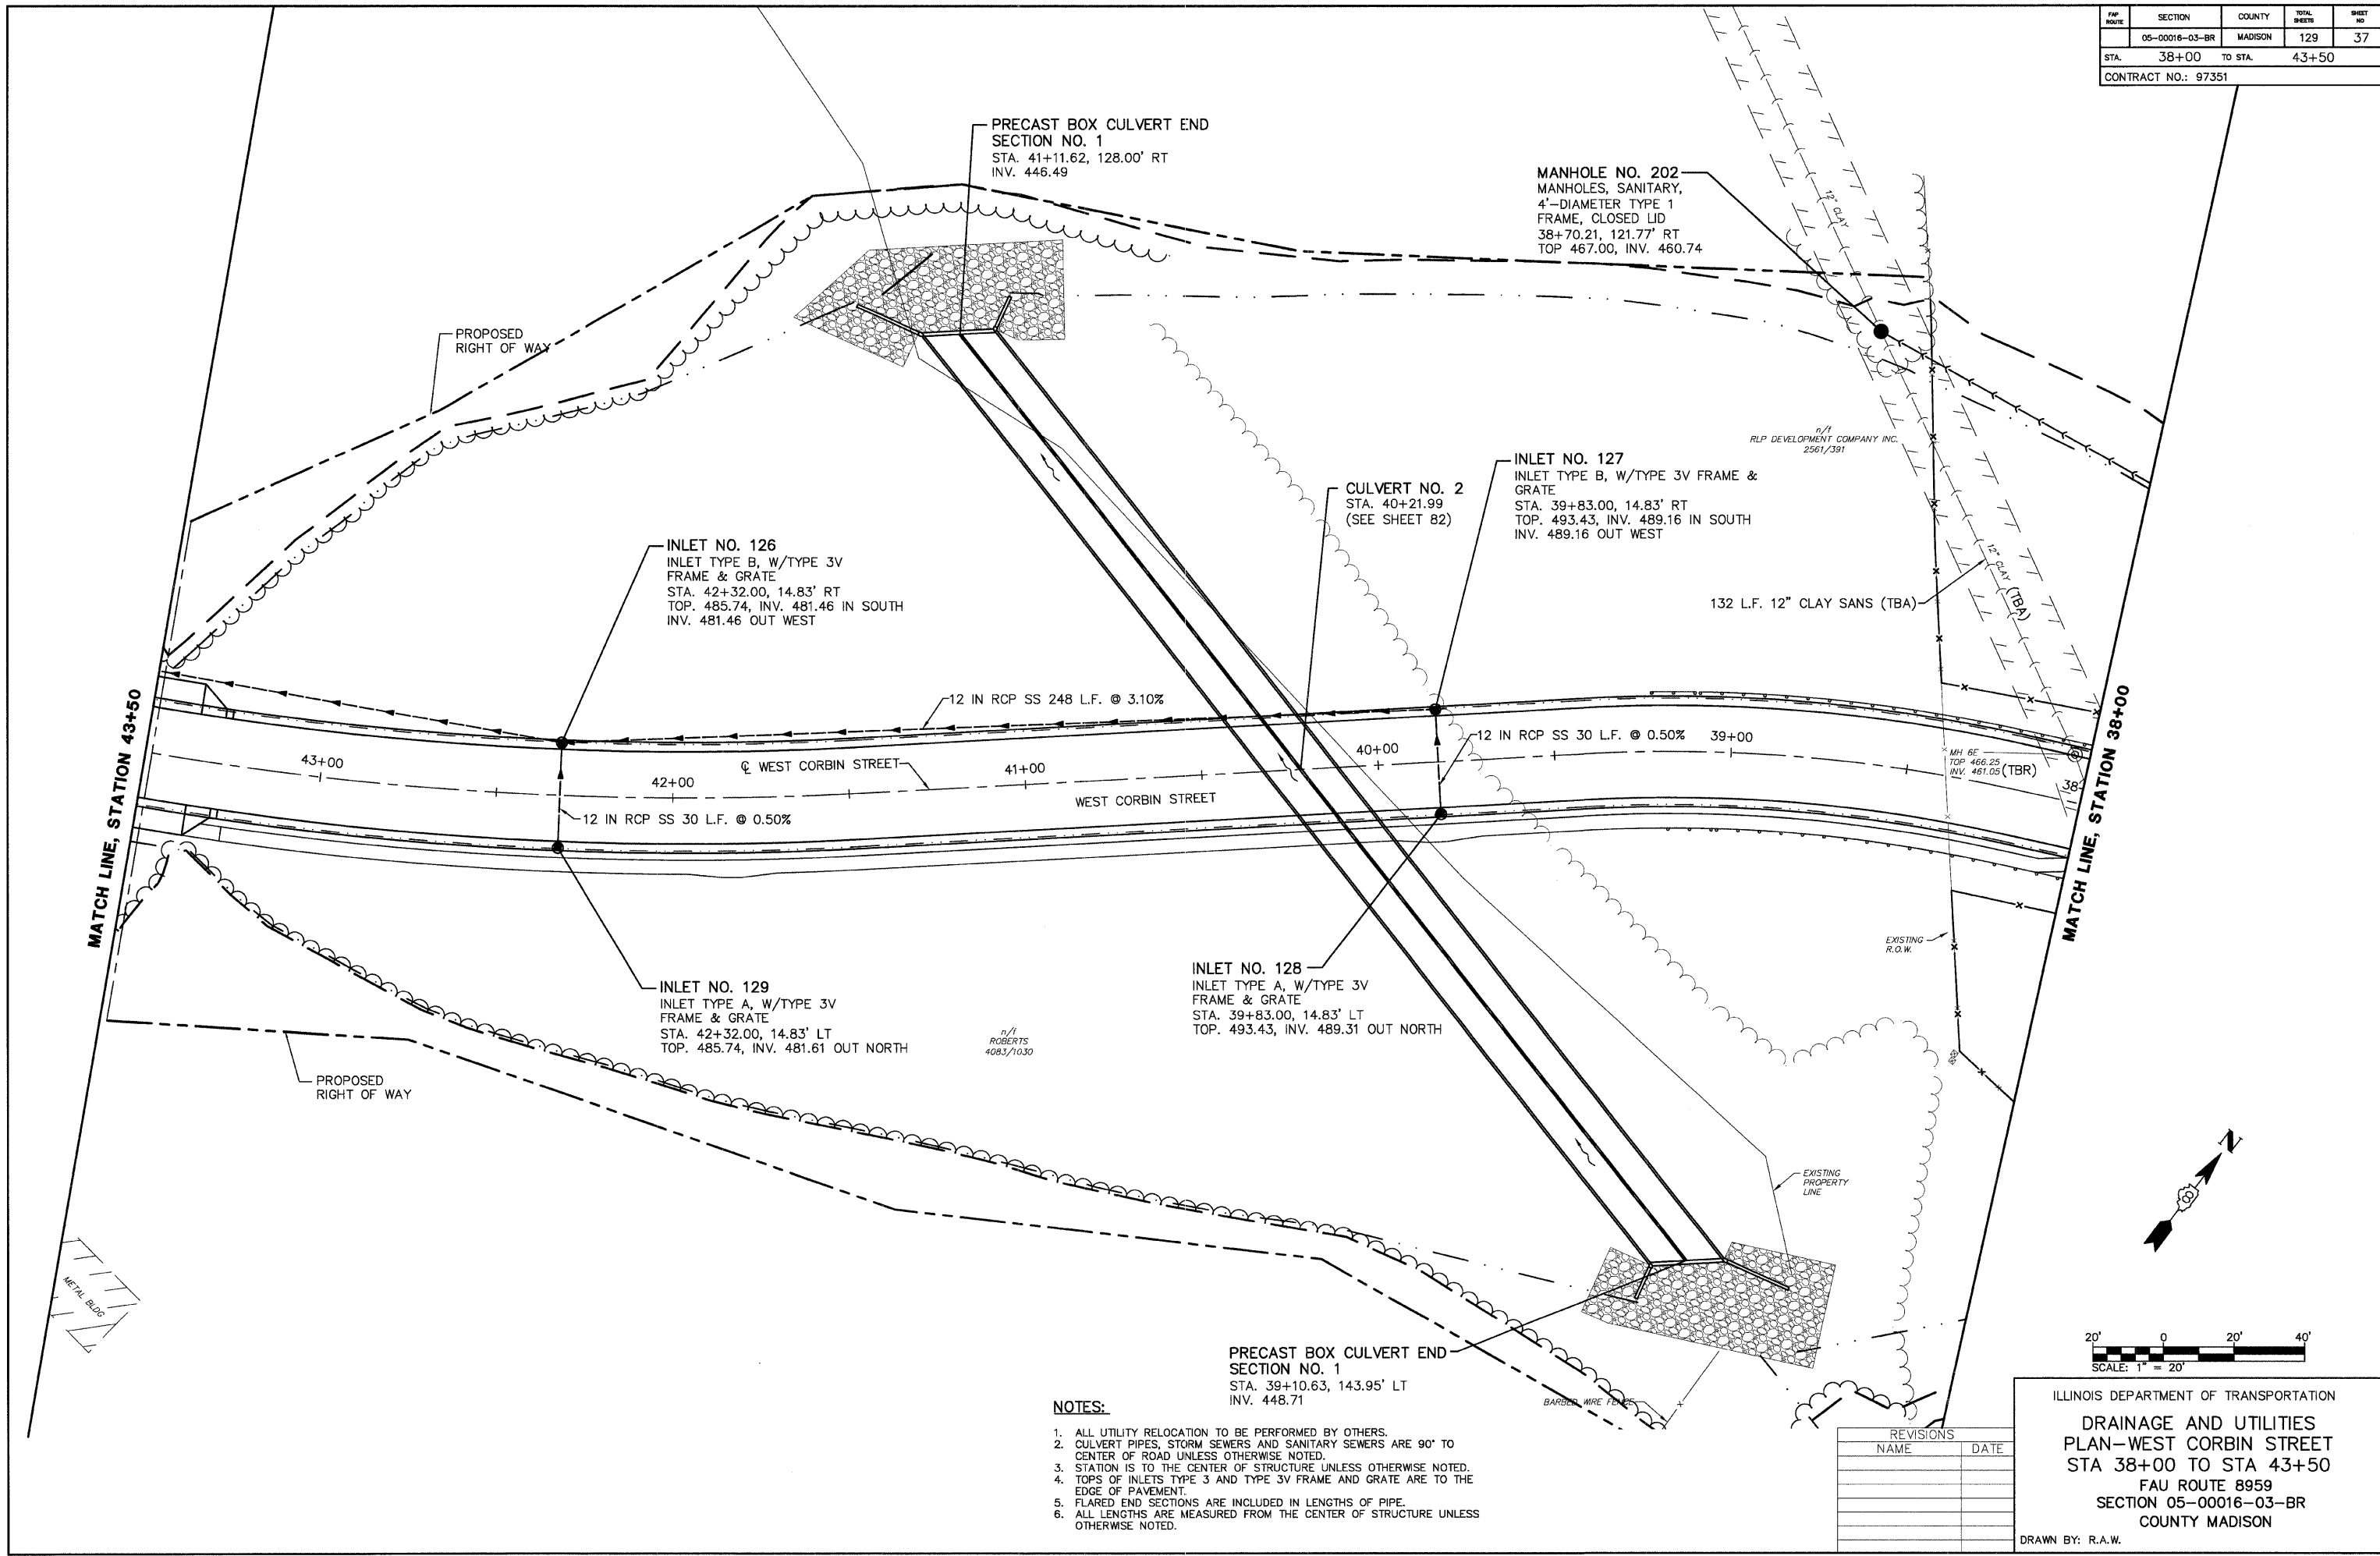 FAP ROUTE SECTION COUNTY TOTAL SHEETS SHEET NO
05-00016-03-BR MADISON 129 37
STA. 38+00 TO STA. 43+50
CONTRACT NO.: 97351
PRECAST BOX CULVERT END
SECTION NO. 1
STA. 41+11.62, 128.00' RT
INV. 446.49
MANHOLE NO. 202
MANHOLES, SANITARY,
4'-DIAMETER TYPE 1
FRAME, CLOSED LID
38+70.21, 121.77' RT
TOP 467.00, INV. 460.74
12" CLAY
PROPOSED
RIGHT OF WAY
n/f
RLP DEVELOPMENT COMPANY INC.
2561/391
INLET NO. 127
INLET TYPE B, W/TYPE 3V FRAME &
GRATE
STA. 39+83.00, 14.83' RT
TOP. 493.43, INV. 489.16 IN SOUTH
INV. 489.16 OUT WEST
CULVERT NO. 2
STA. 40+21.99
(SEE SHEET 82)
INLET NO. 126
INLET TYPE B, W/TYPE 3V
FRAME & GRATE
STA. 42+32.00, 14.83' RT
TOP. 485.74, INV. 481.46 IN SOUTH
INV. 481.46 OUT WEST
12" CLAY (TBA)
132 L.F. 12" CLAY SANS (TBA)
MATCH LINE, STATION 43+50
MATCH LINE, STATION 38+00
12 IN RCP SS 248 L.F. @ 3.10%
12 IN RCP SS 30 L.F. @ 0.50%
39+00
40+00
43+00
℄ WEST CORBIN STREET
41+00
42+00
MH 6E
TOP 466.25
INV. 461.05 (TBR)
38+
WEST CORBIN STREET
12 IN RCP SS 30 L.F. @ 0.50%
EXISTING
R.O.W.
INLET NO. 129
INLET TYPE A, W/TYPE 3V
FRAME & GRATE
STA. 42+32.00, 14.83' LT
TOP. 485.74, INV. 481.61 OUT NORTH
n/f
ROBERTS
4083/1030
INLET NO. 128
INLET TYPE A, W/TYPE 3V
FRAME & GRATE
STA. 39+83.00, 14.83' LT
TOP. 493.43, INV. 489.31 OUT NORTH
PROPOSED
RIGHT OF WAY
N
EXISTING
PROPERTY
LINE
METAL BLDG
20' 0 20' 40'
SCALE: 1" = 20'
PRECAST BOX CULVERT END
SECTION NO. 1
STA. 39+10.63, 143.95' LT
INV. 448.71
BARBED WIRE FENCE
NOTES:
1. ALL UTILITY RELOCATION TO BE PERFORMED BY OTHERS.
2. CULVERT PIPES, STORM SEWERS AND SANITARY SEWERS ARE 90° TO
CENTER OF ROAD UNLESS OTHERWISE NOTED.
3. STATION IS TO THE CENTER OF STRUCTURE UNLESS OTHERWISE NOTED.
4. TOPS OF INLETS TYPE 3 AND TYPE 3V FRAME AND GRATE ARE TO THE
EDGE OF PAVEMENT.
5. FLARED END SECTIONS ARE INCLUDED IN LENGTHS OF PIPE.
6. ALL LENGTHS ARE MEASURED FROM THE CENTER OF STRUCTURE UNLESS
OTHERWISE NOTED.
REVISIONS
NAME DATE
ILLINOIS DEPARTMENT OF TRANSPORTATION
DRAINAGE AND UTILITIES
PLAN-WEST CORBIN STREET
STA 38+00 TO STA 43+50
FAU ROUTE 8959
SECTION 05-00016-03-BR
COUNTY MADISON
DRAWN BY: R.A.W.